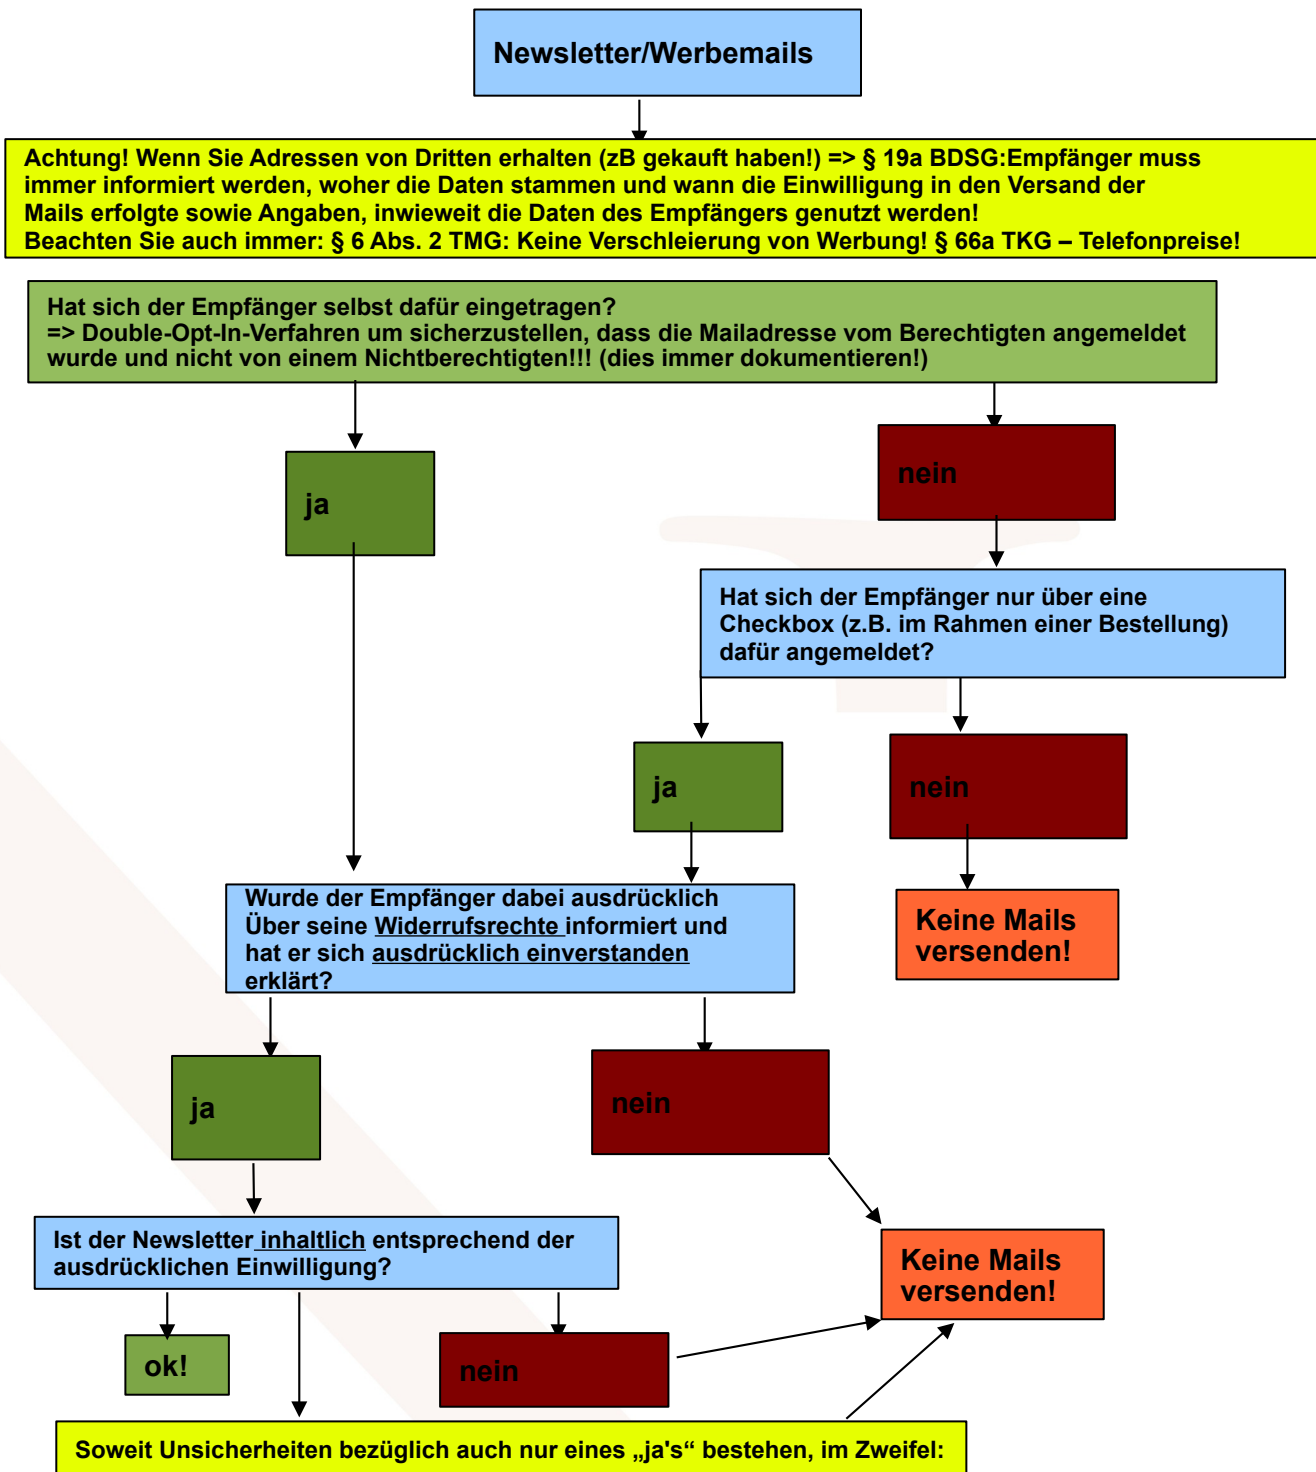 Newsletter/Werbemails
Achtung! Wenn Sie Adressen von Dritten erhalten (zB gekauft haben!) => § 19a BDSG:Empfänger muss
immer informiert werden, woher die Daten stammen und wann die Einwilligung in den Versand der
Mails erfolgte sowie Angaben, inwieweit die Daten des Empfängers genutzt werden!
Beachten Sie auch immer: § 6 Abs. 2 TMG: Keine Verschleierung von Werbung! § 66a TKG – Telefonpreise!
Hat sich der Empfänger selbst dafür eingetragen?
=> Double-Opt-In-Verfahren um sicherzustellen, dass die Mailadresse vom Berechtigten angemeldet
wurde und nicht von einem Nichtberechtigten!!! (dies immer dokumentieren!)
ja
nein
Hat sich der Empfänger nur über eine
Checkbox (z.B. im Rahmen einer Bestellung)
dafür angemeldet?
ja
nein
Wurde der Empfänger dabei ausdrücklich
Über seine Widerrufsrechte informiert und
hat er sich ausdrücklich einverstanden
erklärt?
Keine Mails
versenden!
ja
nein
Ist der Newsletter inhaltlich entsprechend der
ausdrücklichen Einwilligung?
Keine Mails
versenden!
ok!
nein
Soweit Unsicherheiten bezüglich auch nur eines „ja's“ bestehen, im Zweifel: